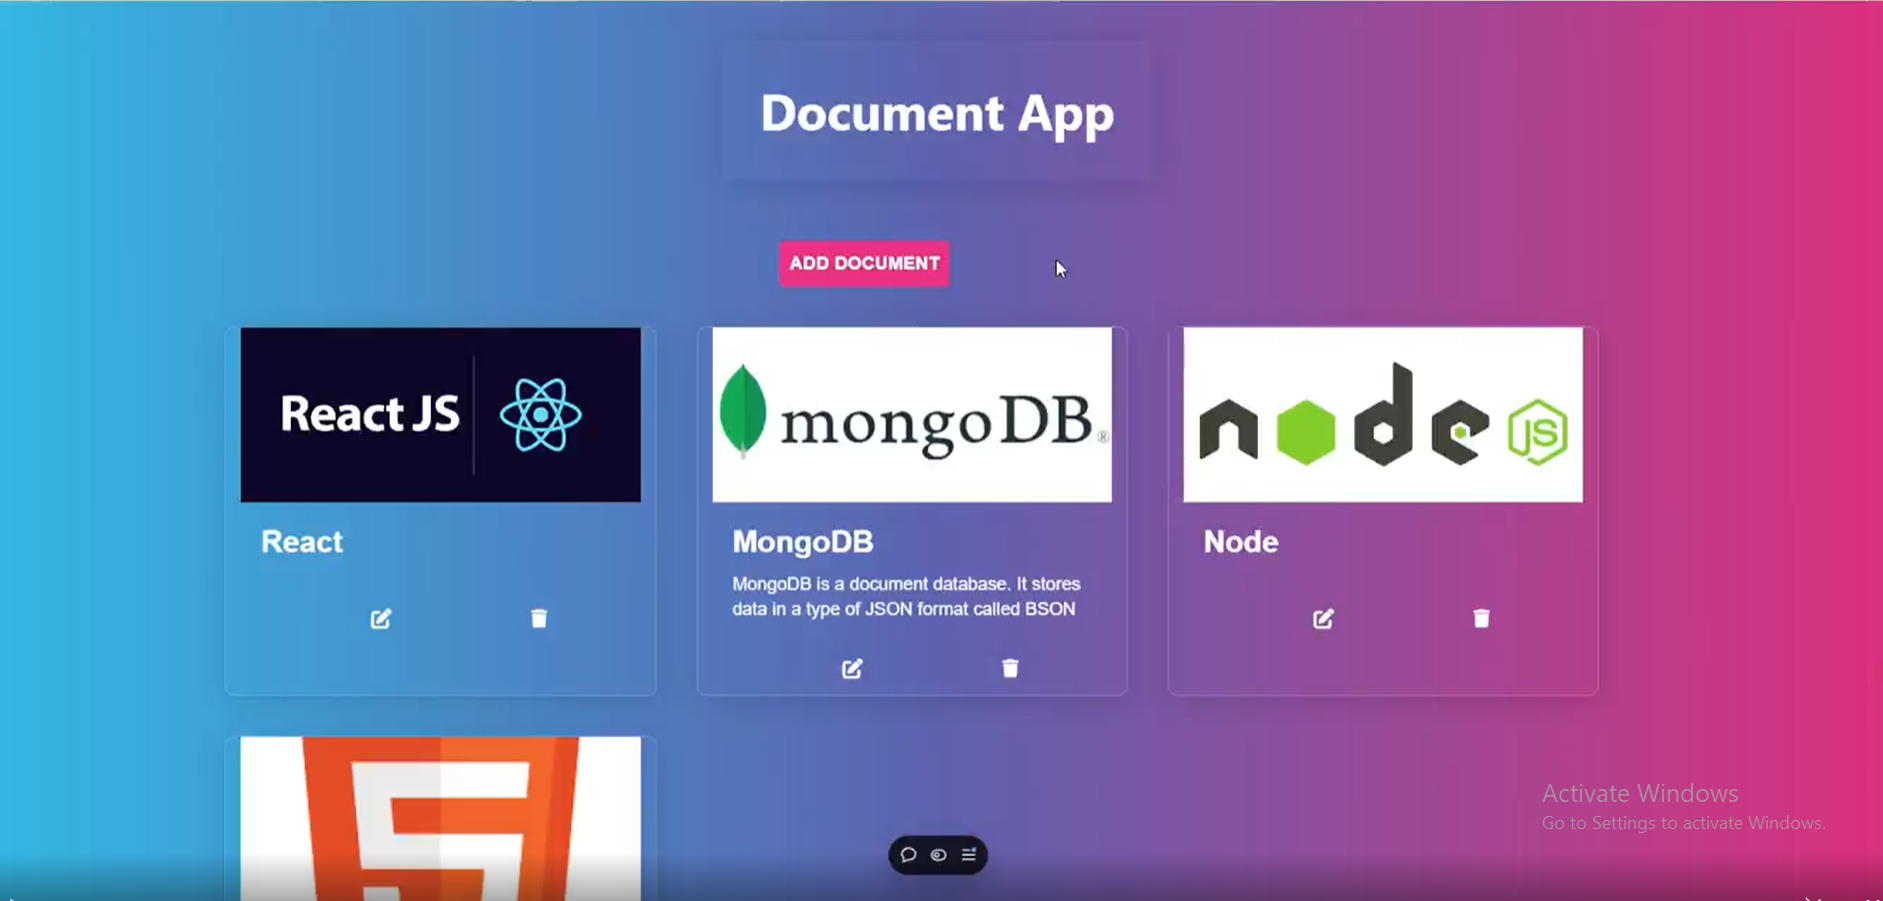 Document App
ADD DOCUMENT
React JS
mongoDB®
node JS
React
MongoDB
Node
MongoDB is a document database. It stores
data in a type of JSON format called BSON
5
Activate Windows
Go to Settings to activate Windows.